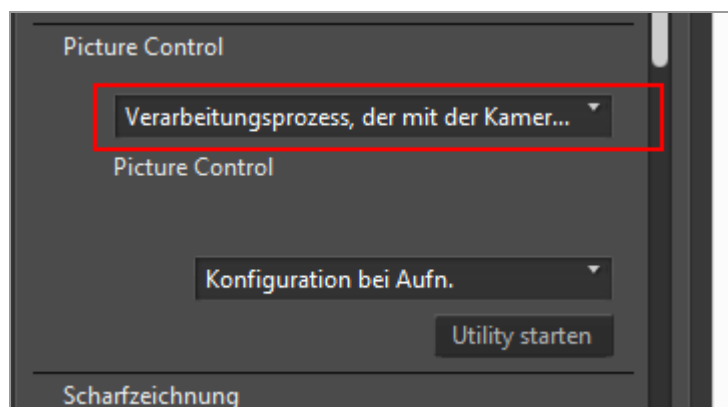 Picture Control
Verarbeitungsprozess, der mit der Kamer...
Picture Control
Konfiguration bei Aufn.
Utility starten
Scharfzeichnung